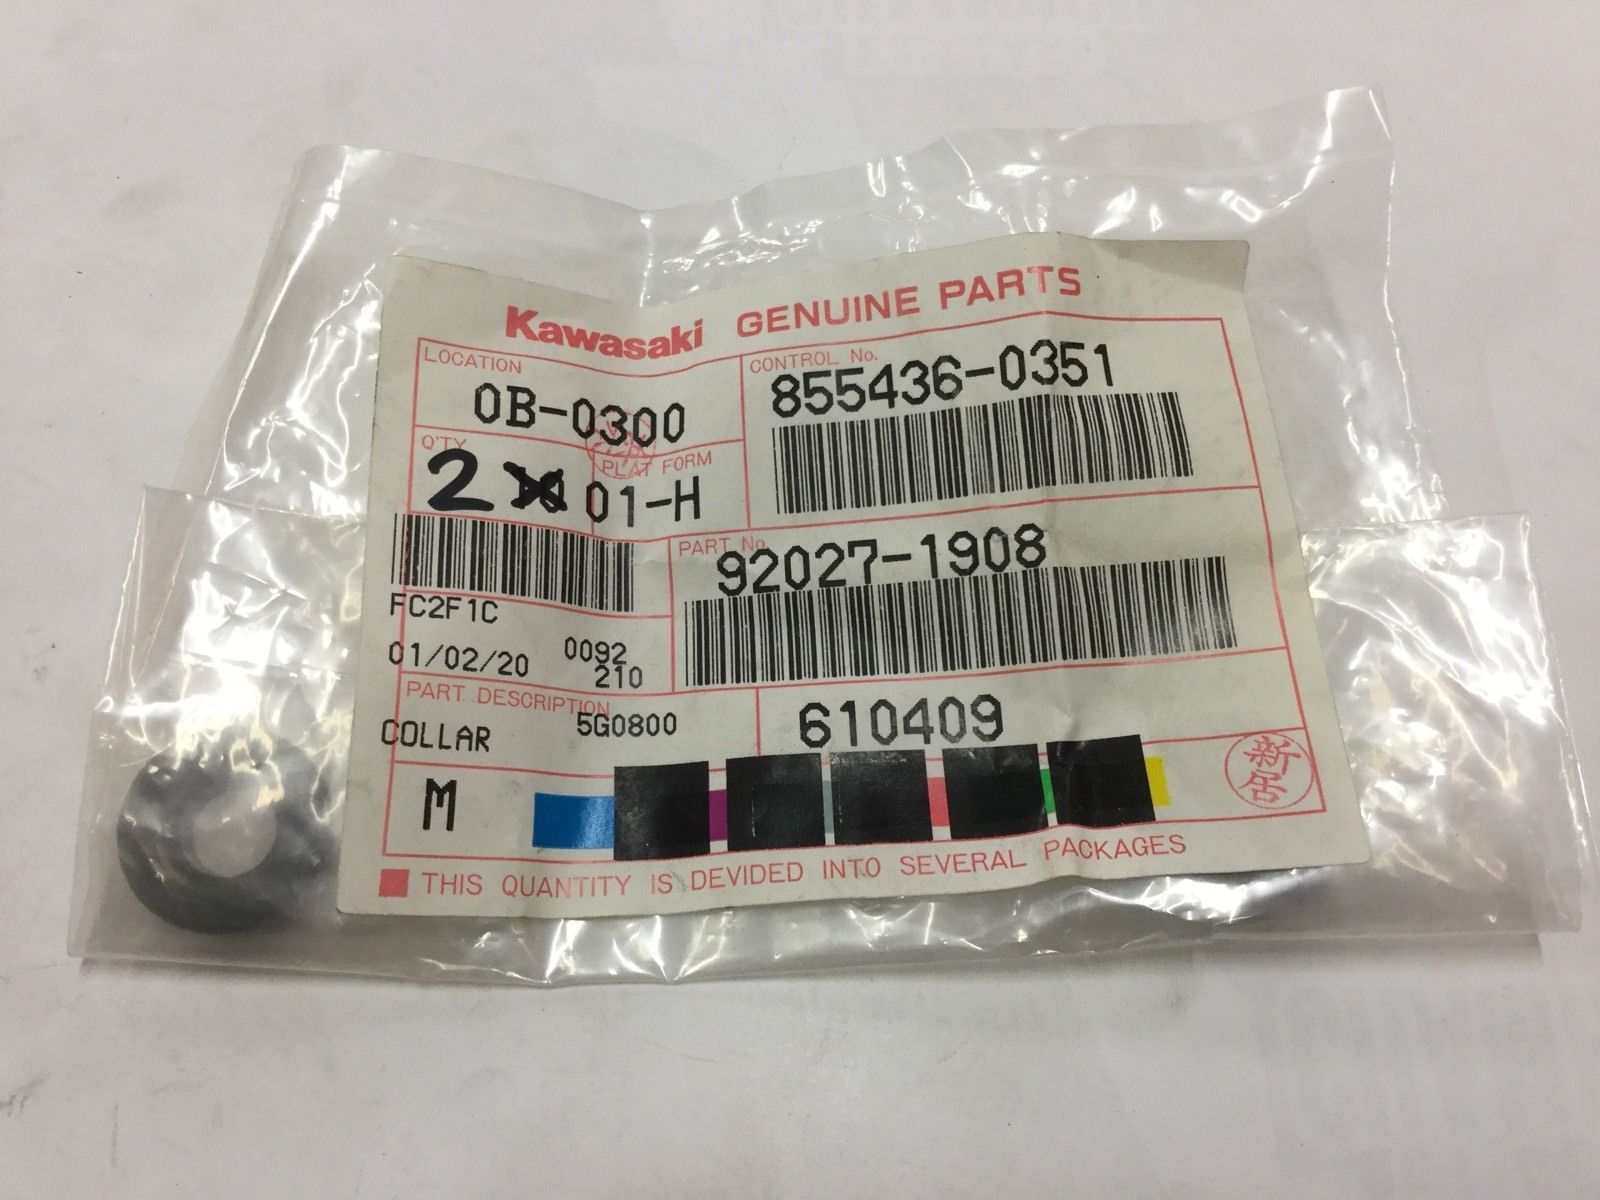 Kawasaki GENUINE PARTS
LOCATION
0B-0300
CONTROL No.
855436-0351
Q'TY
2
PLAT FORM
01-H
PART No.
92027-1908
FC2F1C
01/02/20 0092
210
PART DESCRIPTION
COLLAR 5G0800
610409
M
新居
THIS QUANTITY IS DEVIDED INTO SEVERAL PACKAGES